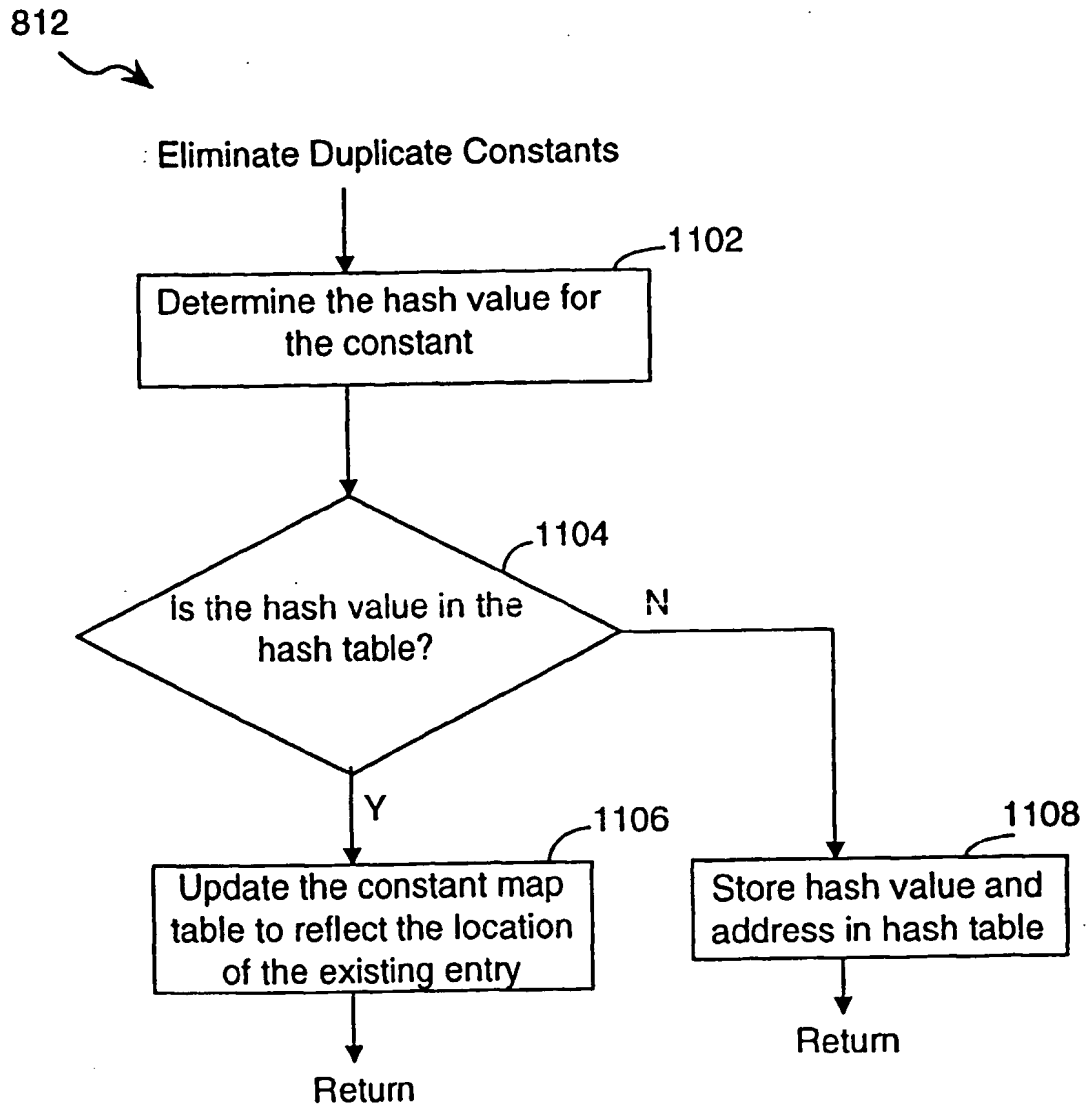 812
Eliminate Duplicate Constants
1102
Determine the hash value for
the constant
1104
Is the hash value in the
hash table?
N
Y
1106
Update the constant map
table to reflect the location
of the existing entry
1108
Store hash value and
address in hash table
Return
Return